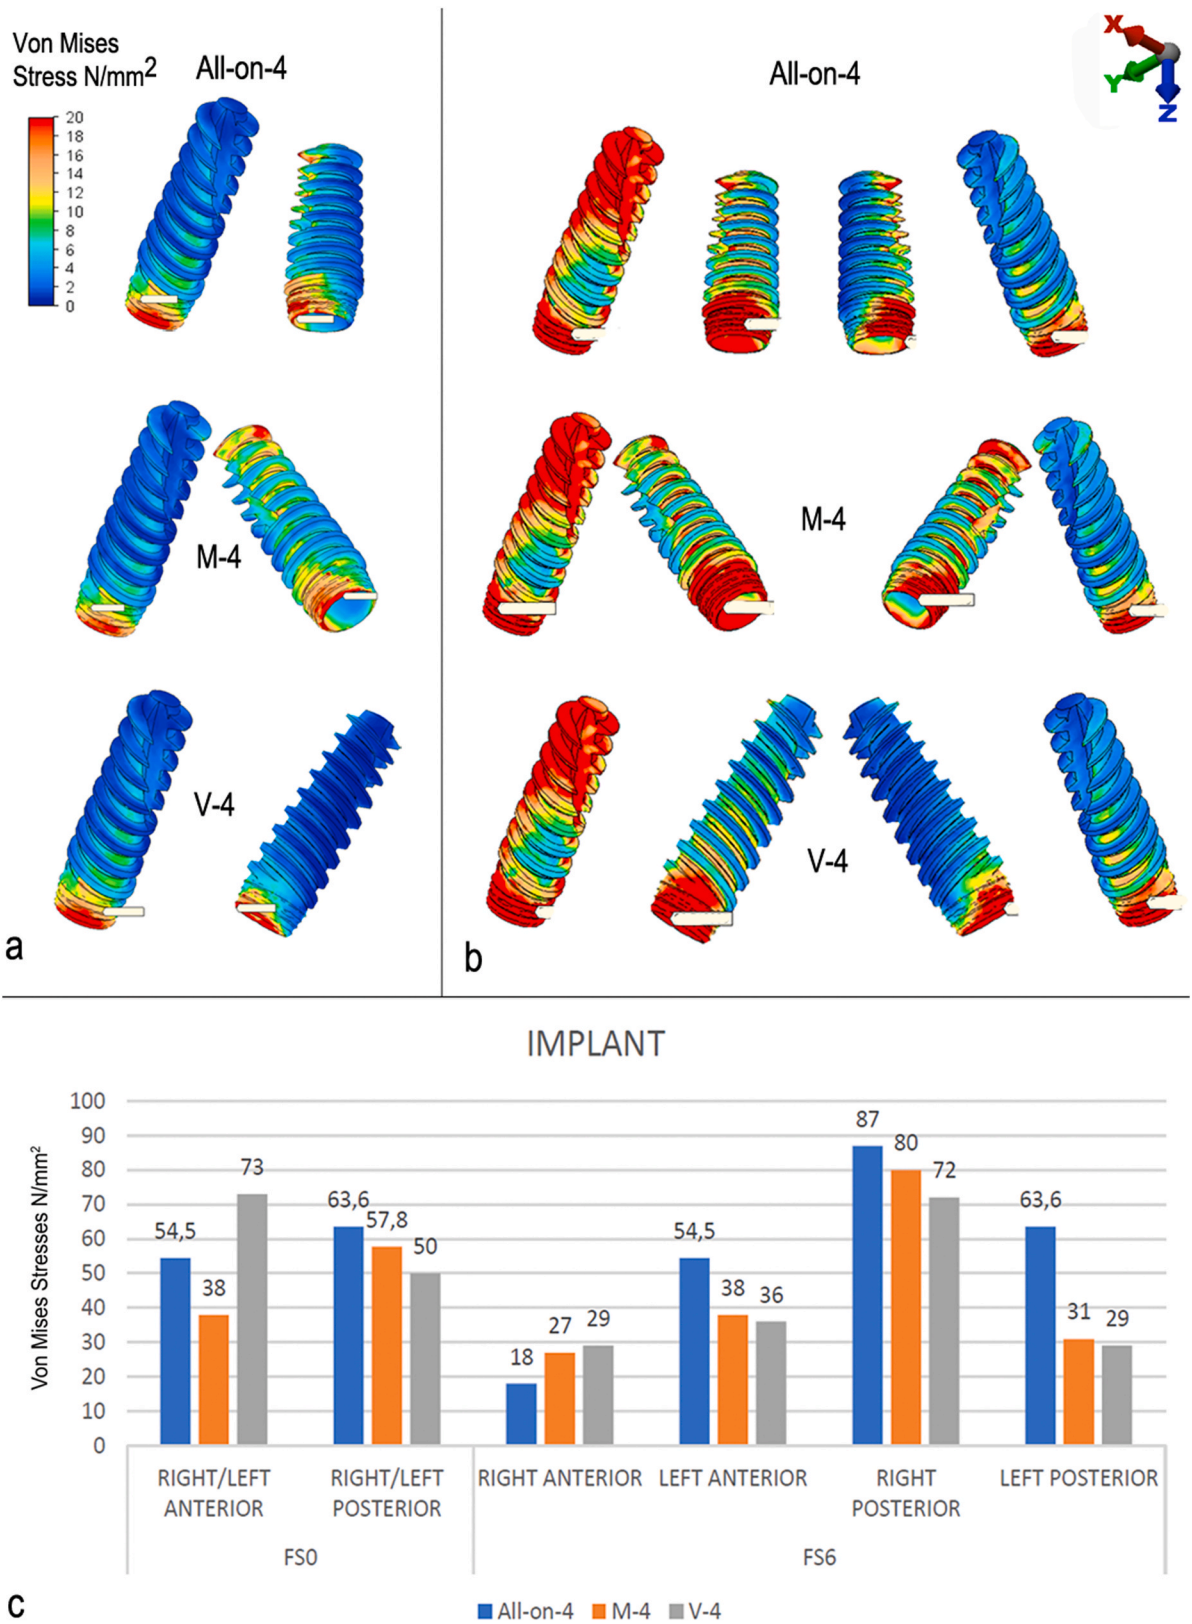 Von Mises
Stress N/mm2
All-on-4
20
18
16
14
12
10
8
6
4
2
0
M-4
V-4
a
All-on-4
X
Y
Z
M-4
V-4
b
IMPLANT
Von Mises Stresses N/mm2
100
90
80
70
60
50
40
30
20
10
0
54,5
38
73
63,6
57,8
50
18
27
29
54,5
38
36
87
80
72
63,6
31
29
RIGHT/LEFT
ANTERIOR
RIGHT/LEFT
POSTERIOR
RIGHT ANTERIOR
LEFT ANTERIOR
RIGHT
POSTERIOR
LEFT POSTERIOR
FS0
FS6
c
All-on-4
M-4
V-4